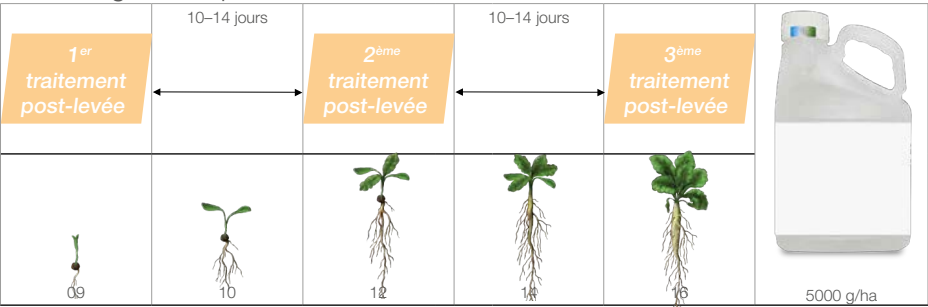 10–14 jours
10–14 jours
1er
traitement
post-levée
2ème
traitement
post-levée
3ème
traitement
post-levée
09
10
12
14
16
5000 g/ha